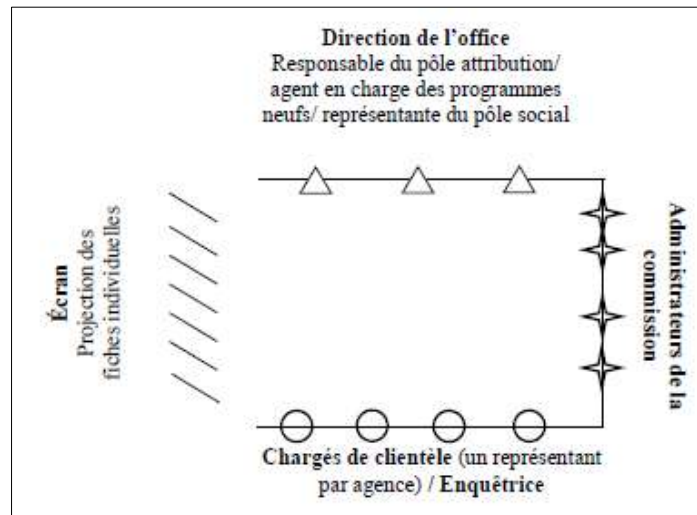 Direction de l’office
Responsable du pôle attribution/
agent en charge des programmes
neufs/ représentante du pôle social
Écran
Projection des
fiches individuelles
Administrateurs de la
commission
Chargés de clientèle (un représentant
par agence) / Enquêtrice